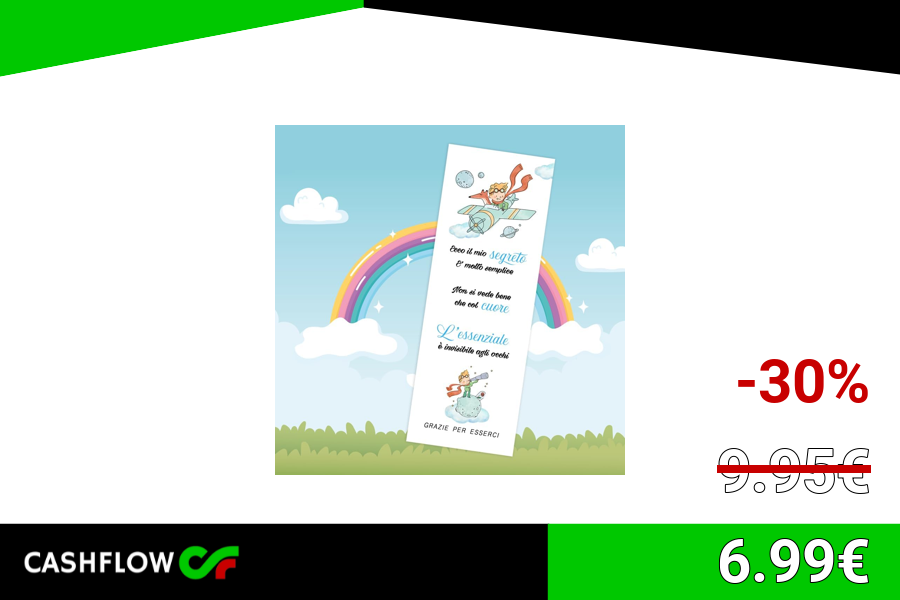 Ecco il mio segreto
È molto semplice
Non si vede bene
che col cuore
L'essenziale
è invisibile agli occhi
GRAZIE PER ESSERCI
-30%
9.95€
CASHFLOW
6.99€